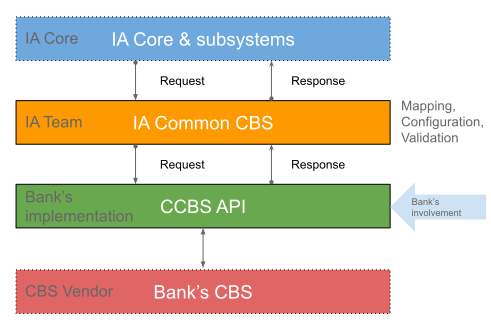 IA Core
IA Core & subsystems
Request
Response
IA Team
IA Common CBS
Mapping,
Configuration,
Validation
Request
Response
Bank's
implementation
CCBS API
Bank's
involvement
CBS Vendor
Bank's CBS